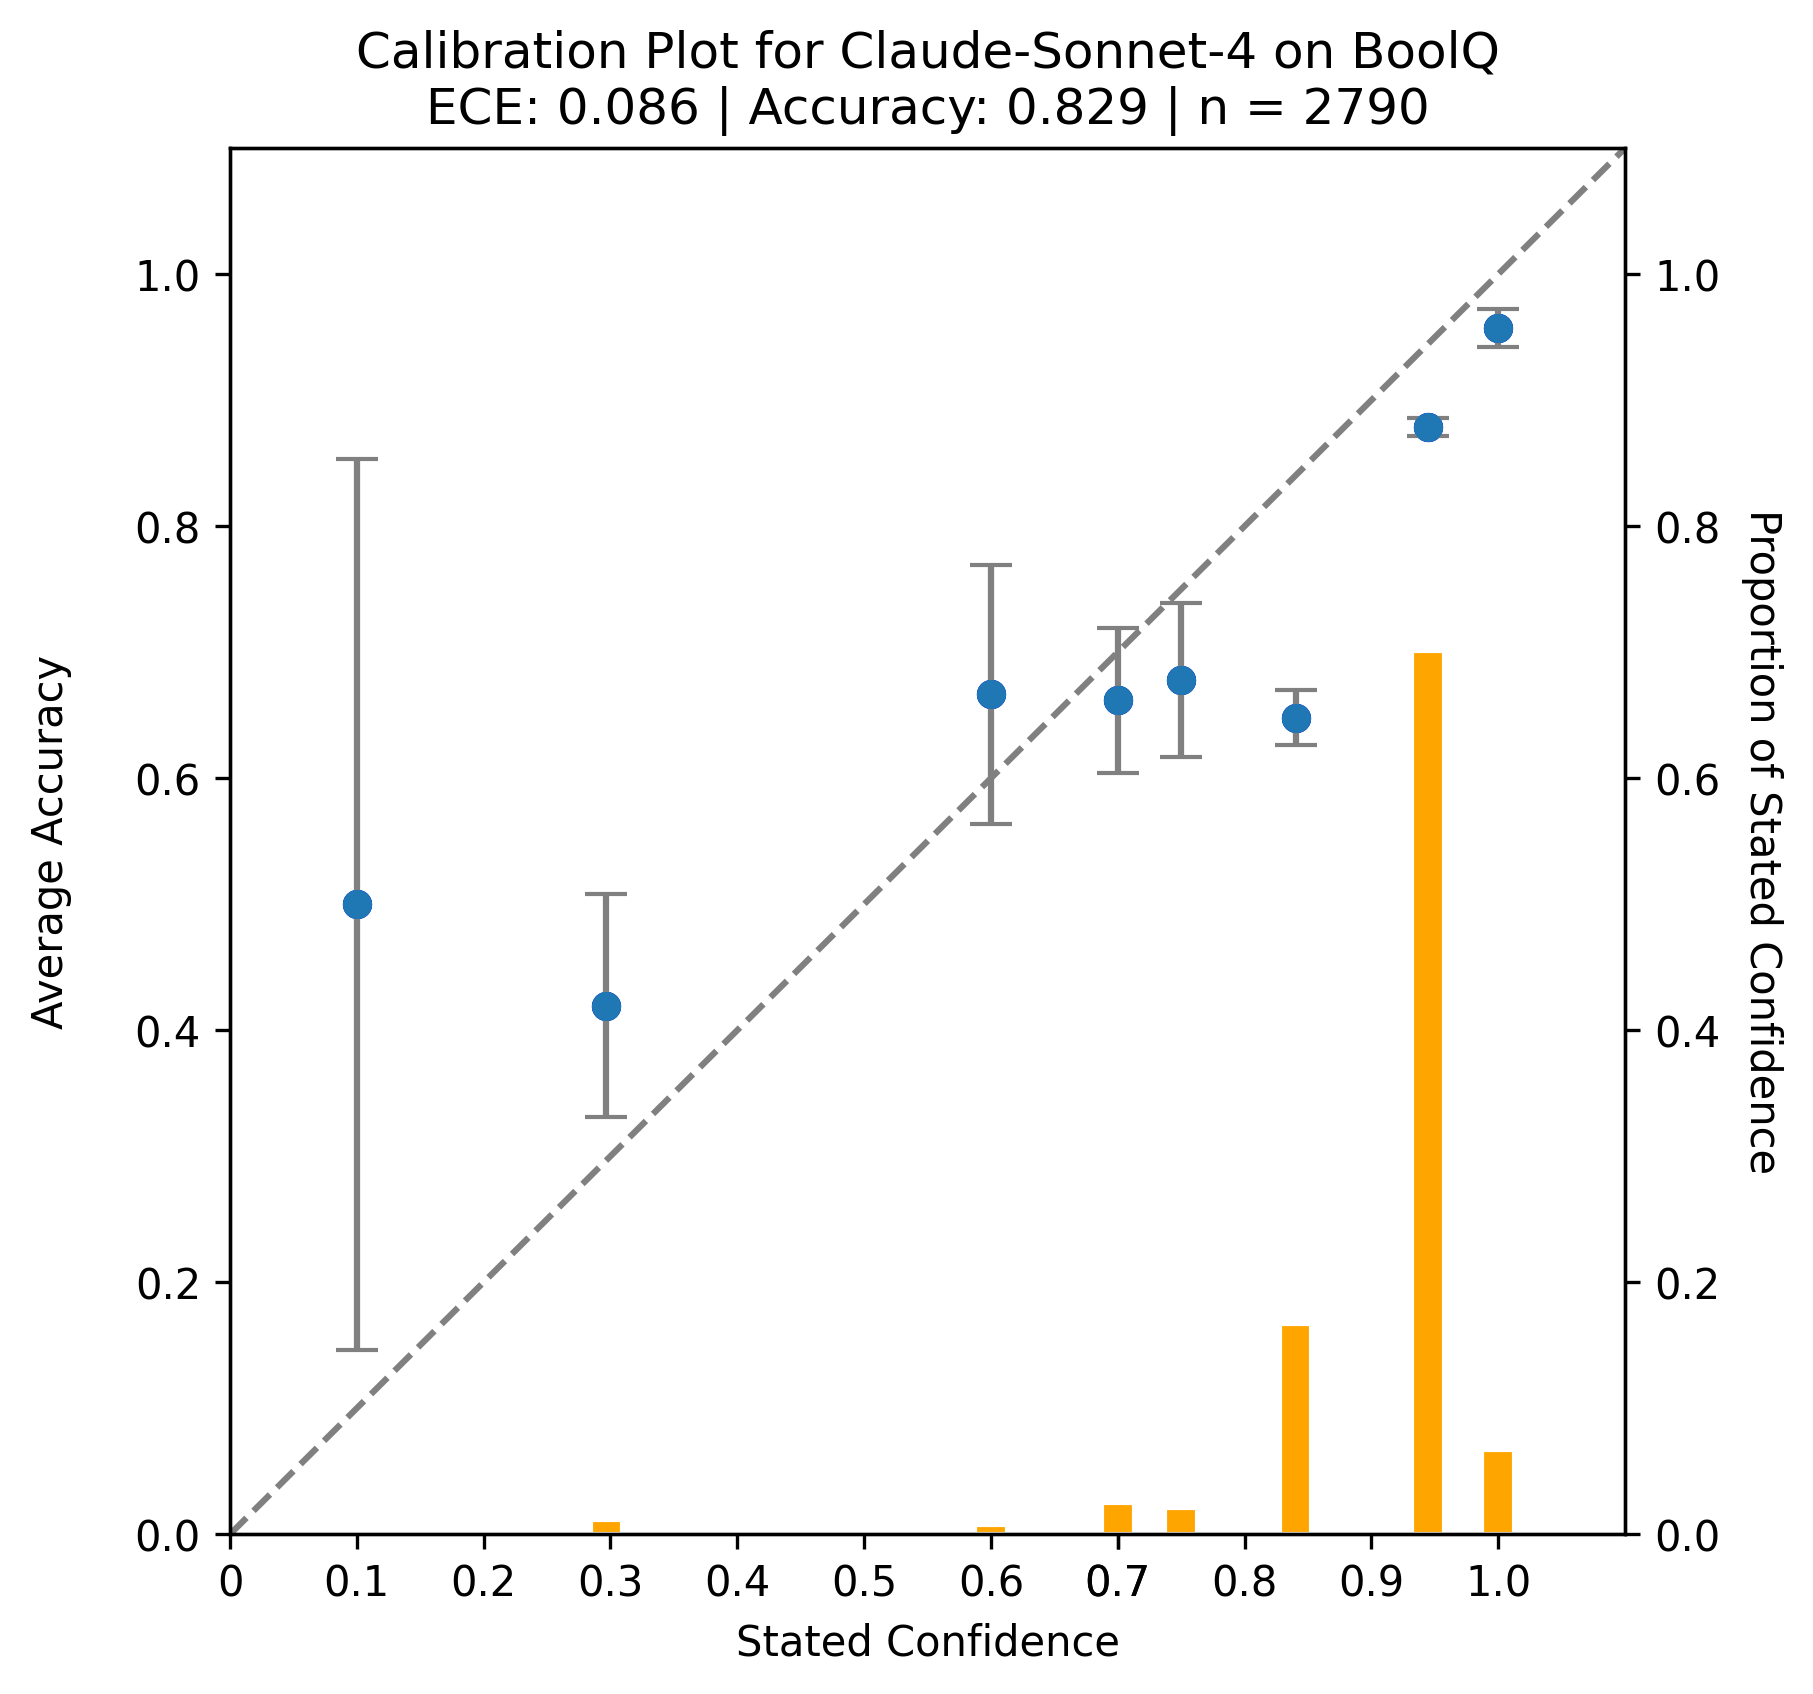 Calibration Plot for Claude-Sonnet-4 on BoolQ
ECE: 0.086 | Accuracy: 0.829 | n = 2790
Average Accuracy
1.0
0.8
0.6
0.4
0.2
0.0
0 0.1 0.2 0.3 0.4 0.5 0.6 0.7 0.8 0.9 1.0
Stated Confidence
1.0
0.8
0.6
0.4
0.2
0.0
Proportion of Stated Confidence